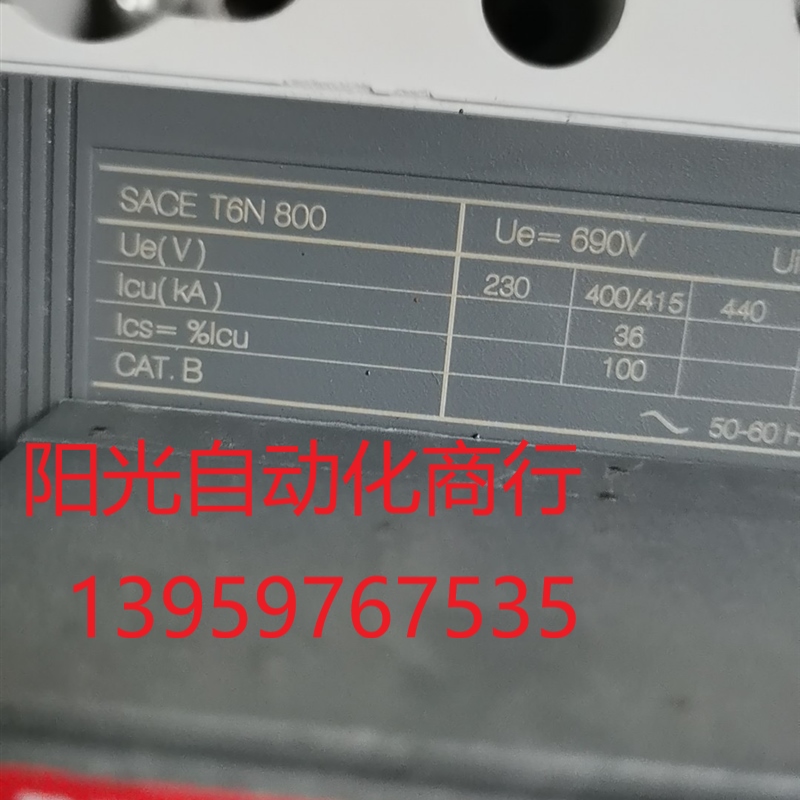 SACE T6N 800
Ue= 690V
Ue(V) 230 400/415 440
Icu(kA) 36
Ics= %Icu 100
CAT. B
~ 50-60 H
阳光自动化商行
13959767535